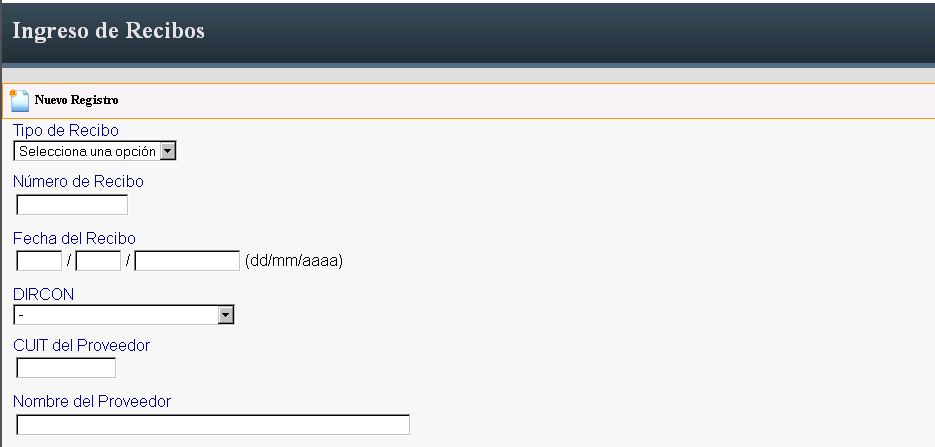 Ingreso de Recibos
Nuevo Registro
Tipo de Recibo
Selecciona una opción
Número de Recibo
Fecha del Recibo
/ / (dd/mm/aaaa)
DIRCON
-
CUIT del Proveedor
Nombre del Proveedor